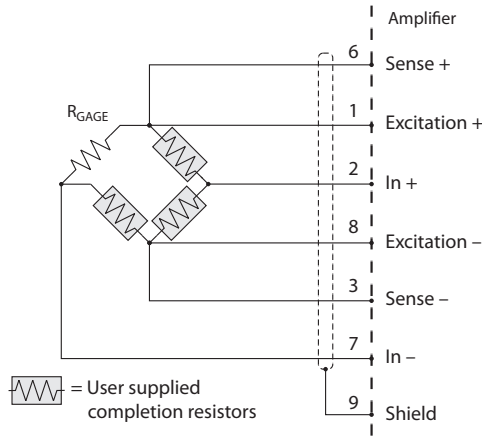 Amplifier
6
Sense +
R_GAGE
1
Excitation +
2
In +
8
Excitation –
3
Sense –
7
In –
= User supplied
completion resistors
9
Shield